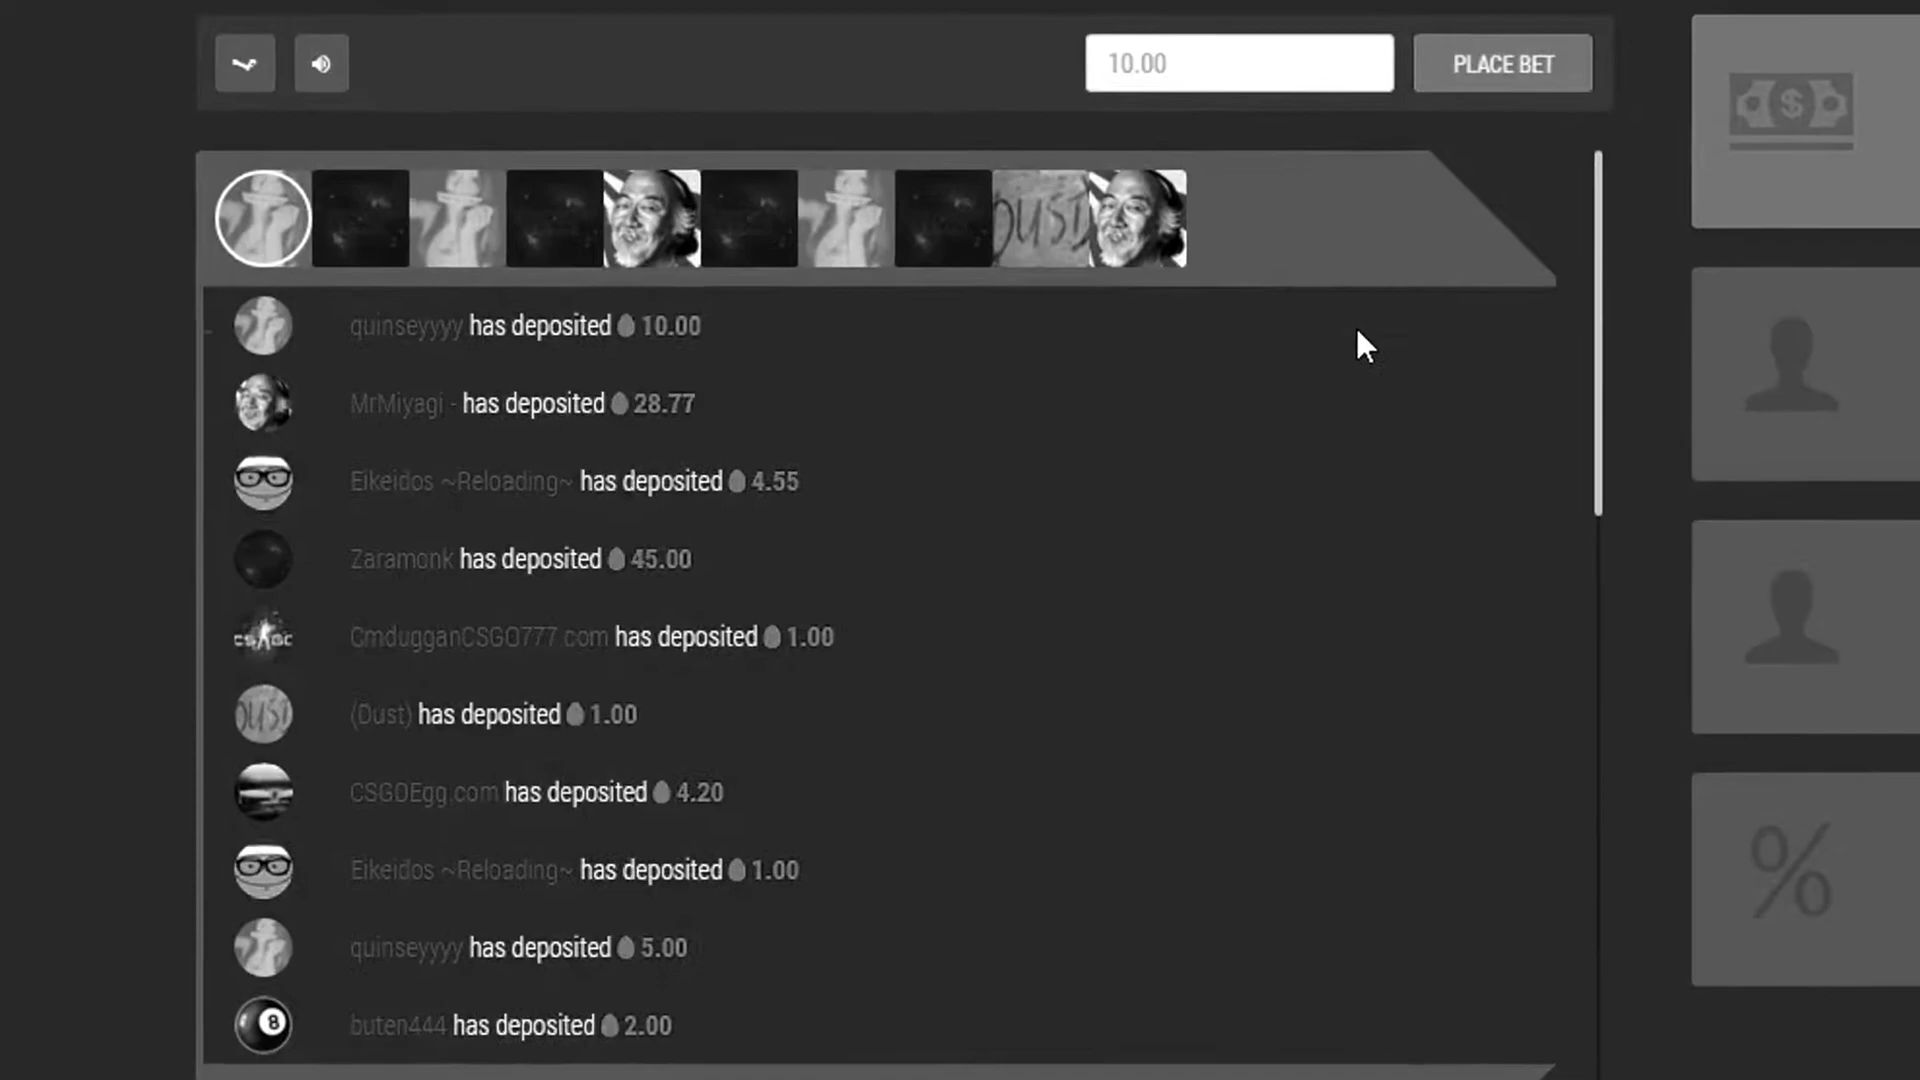 10.00
PLACE BET
DUST
quinseyyyy has deposited 10.00
MrMiyagi - has deposited 28.77
Eikeidos ~Reloading~ has deposited 4.55
Zaramonk has deposited 45.00
CmdugganCSGO777.com has deposited 1.00
(Dust) has deposited 1.00
CSGOEgg.com has deposited 4.20
Eikeidos ~Reloading~ has deposited 1.00
quinseyyyy has deposited 5.00
8 buten444 has deposited 2.00